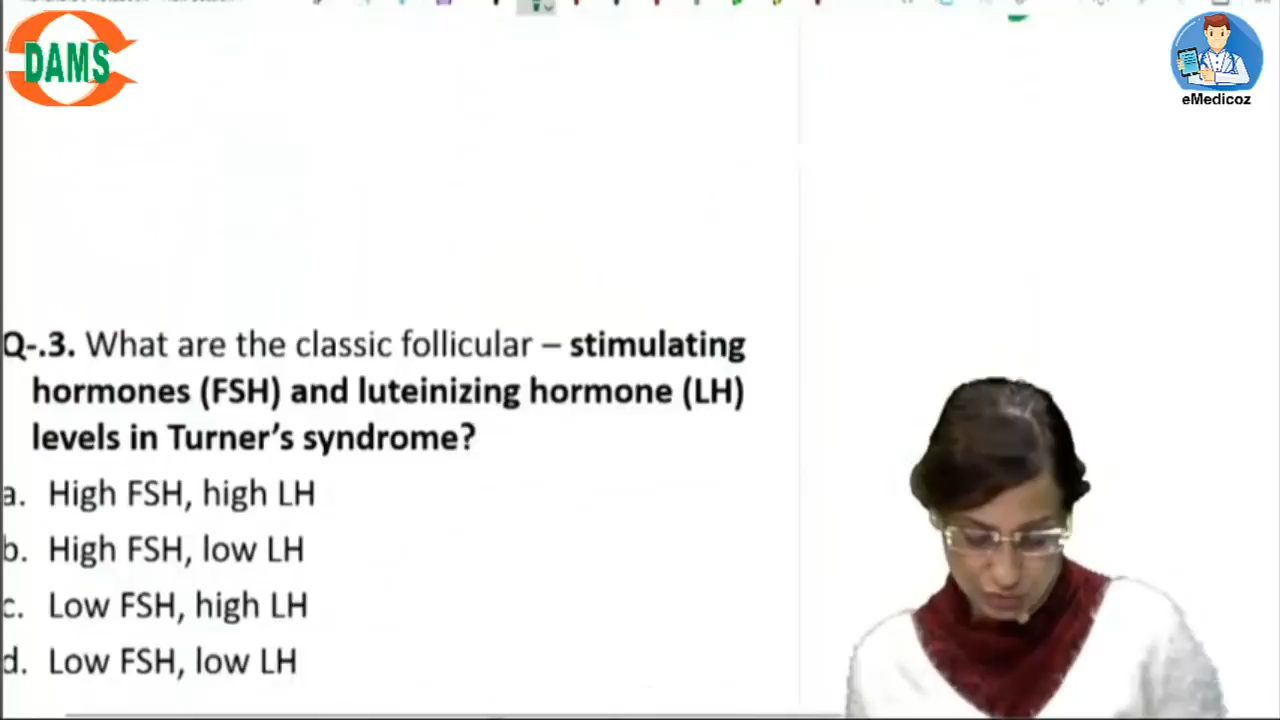 DAMS
eMedicoz
Q-.3. What are the classic follicular – stimulating
hormones (FSH) and luteinizing hormone (LH)
levels in Turner's syndrome?
a. High FSH, high LH
b. High FSH, low LH
c. Low FSH, high LH
d. Low FSH, low LH